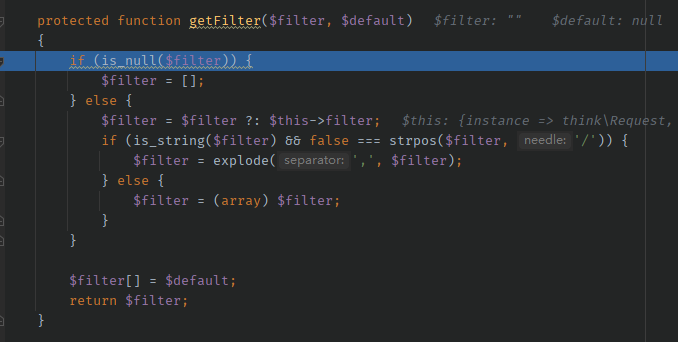 protected function getFilter($filter, $default)   $filter: ""    $default: null
{
    if (is_null($filter)) {
        $filter = [];
    } else {
        $filter = $filter ?: $this->filter;   $this: {instance => think\Request,
        if (is_string($filter) && false === strpos($filter, needle: '/')) {
            $filter = explode( separator: ',', $filter);
        } else {
            $filter = (array) $filter;
        }
    }

    $filter[] = $default;
    return $filter;
}